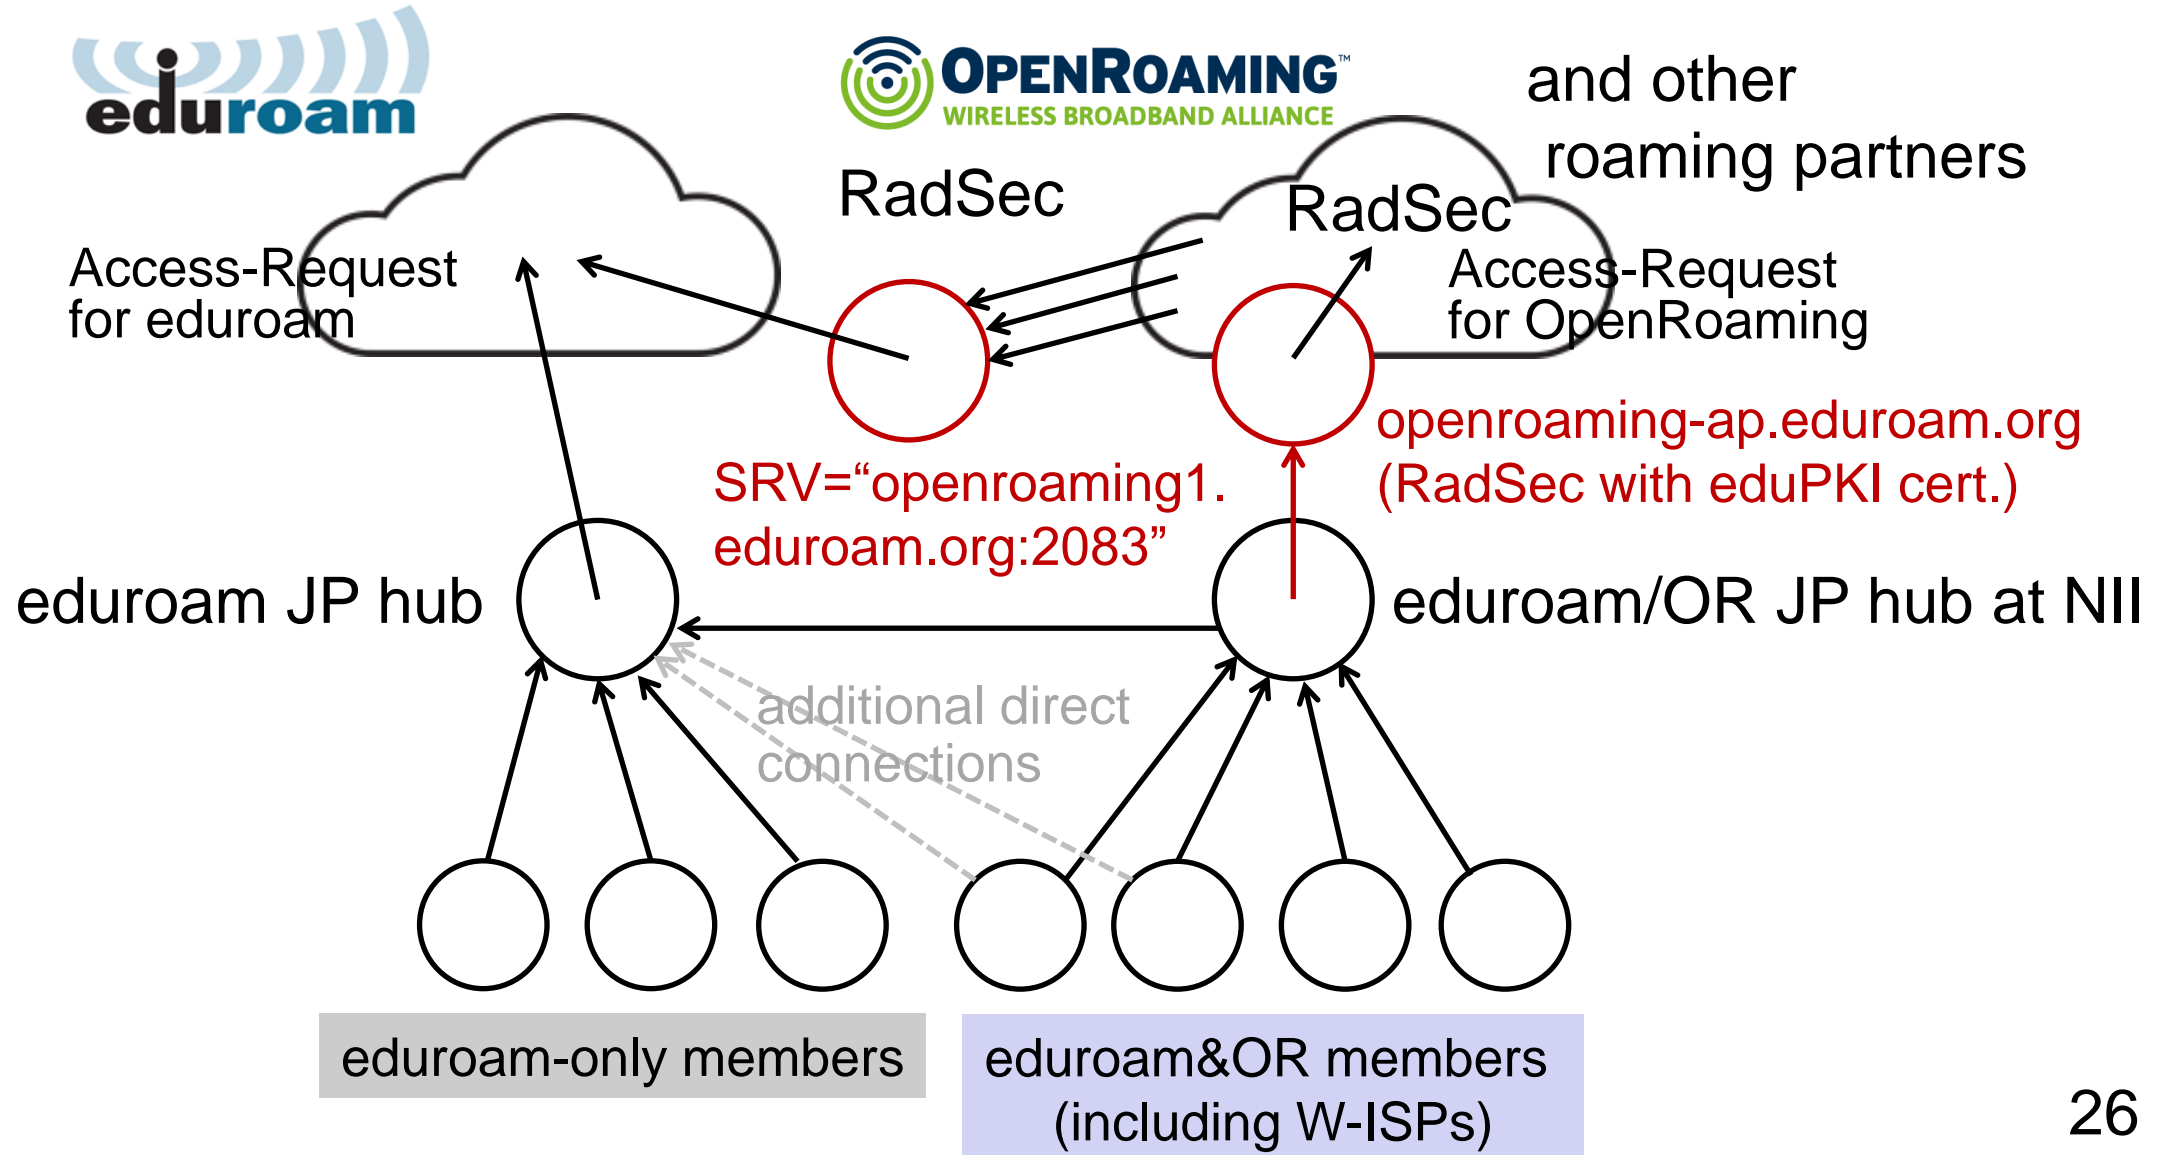 eduroam
OPENROAMING™
WIRELESS BROADBAND ALLIANCE
and other
roaming partners
RadSec
RadSec
Access-Request
for eduroam
Access-Request
for OpenRoaming
openroaming-ap.eduroam.org
(RadSec with eduPKI cert.)
SRV=“openroaming1.
eduroam.org:2083”
eduroam JP hub
eduroam/OR JP hub at NII
additional direct
connections
eduroam-only members
eduroam&OR members
(including W-ISPs)
26